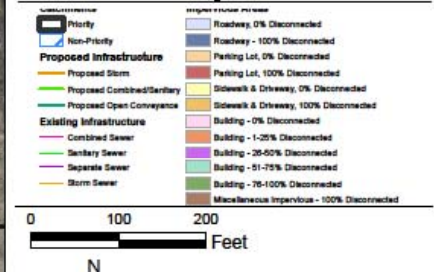 Catchments
Priority
Non-Priority
Proposed Infrastructure
Proposed Storm
Proposed Combined/Sanitary
Proposed Open Conveyance
Existing Infrastructure
Combined Sewer
Sanitary Sewer
Separate Sewer
Storm Sewer
Impervious Areas
Roadway, 0% Disconnected
Roadway - 100% Disconnected
Parking Lot, 0% Disconnected
Parking Lot, 100% Disconnected
Sidewalk & Driveway, 0% Disconnected
Sidewalk & Driveway, 100% Disconnected
Building - 0% Disconnected
Building - 1-25% Disconnected
Building - 26-50% Disconnected
Building - 51-75% Disconnected
Building - 76-100% Disconnected
Miscellaneous Impervious - 100% Disconnected
0 100 200
Feet
N